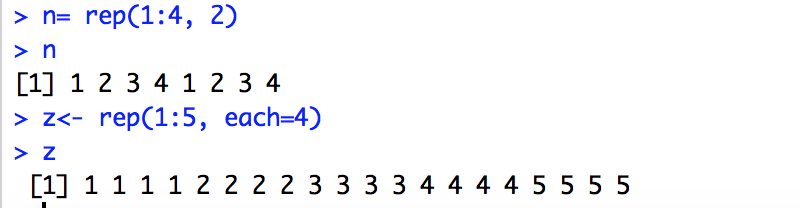 > n= rep(1:4, 2)
> n
[1] 1 2 3 4 1 2 3 4
> z<- rep(1:5, each=4)
> z
 [1] 1 1 1 1 2 2 2 2 3 3 3 3 4 4 4 4 5 5 5 5